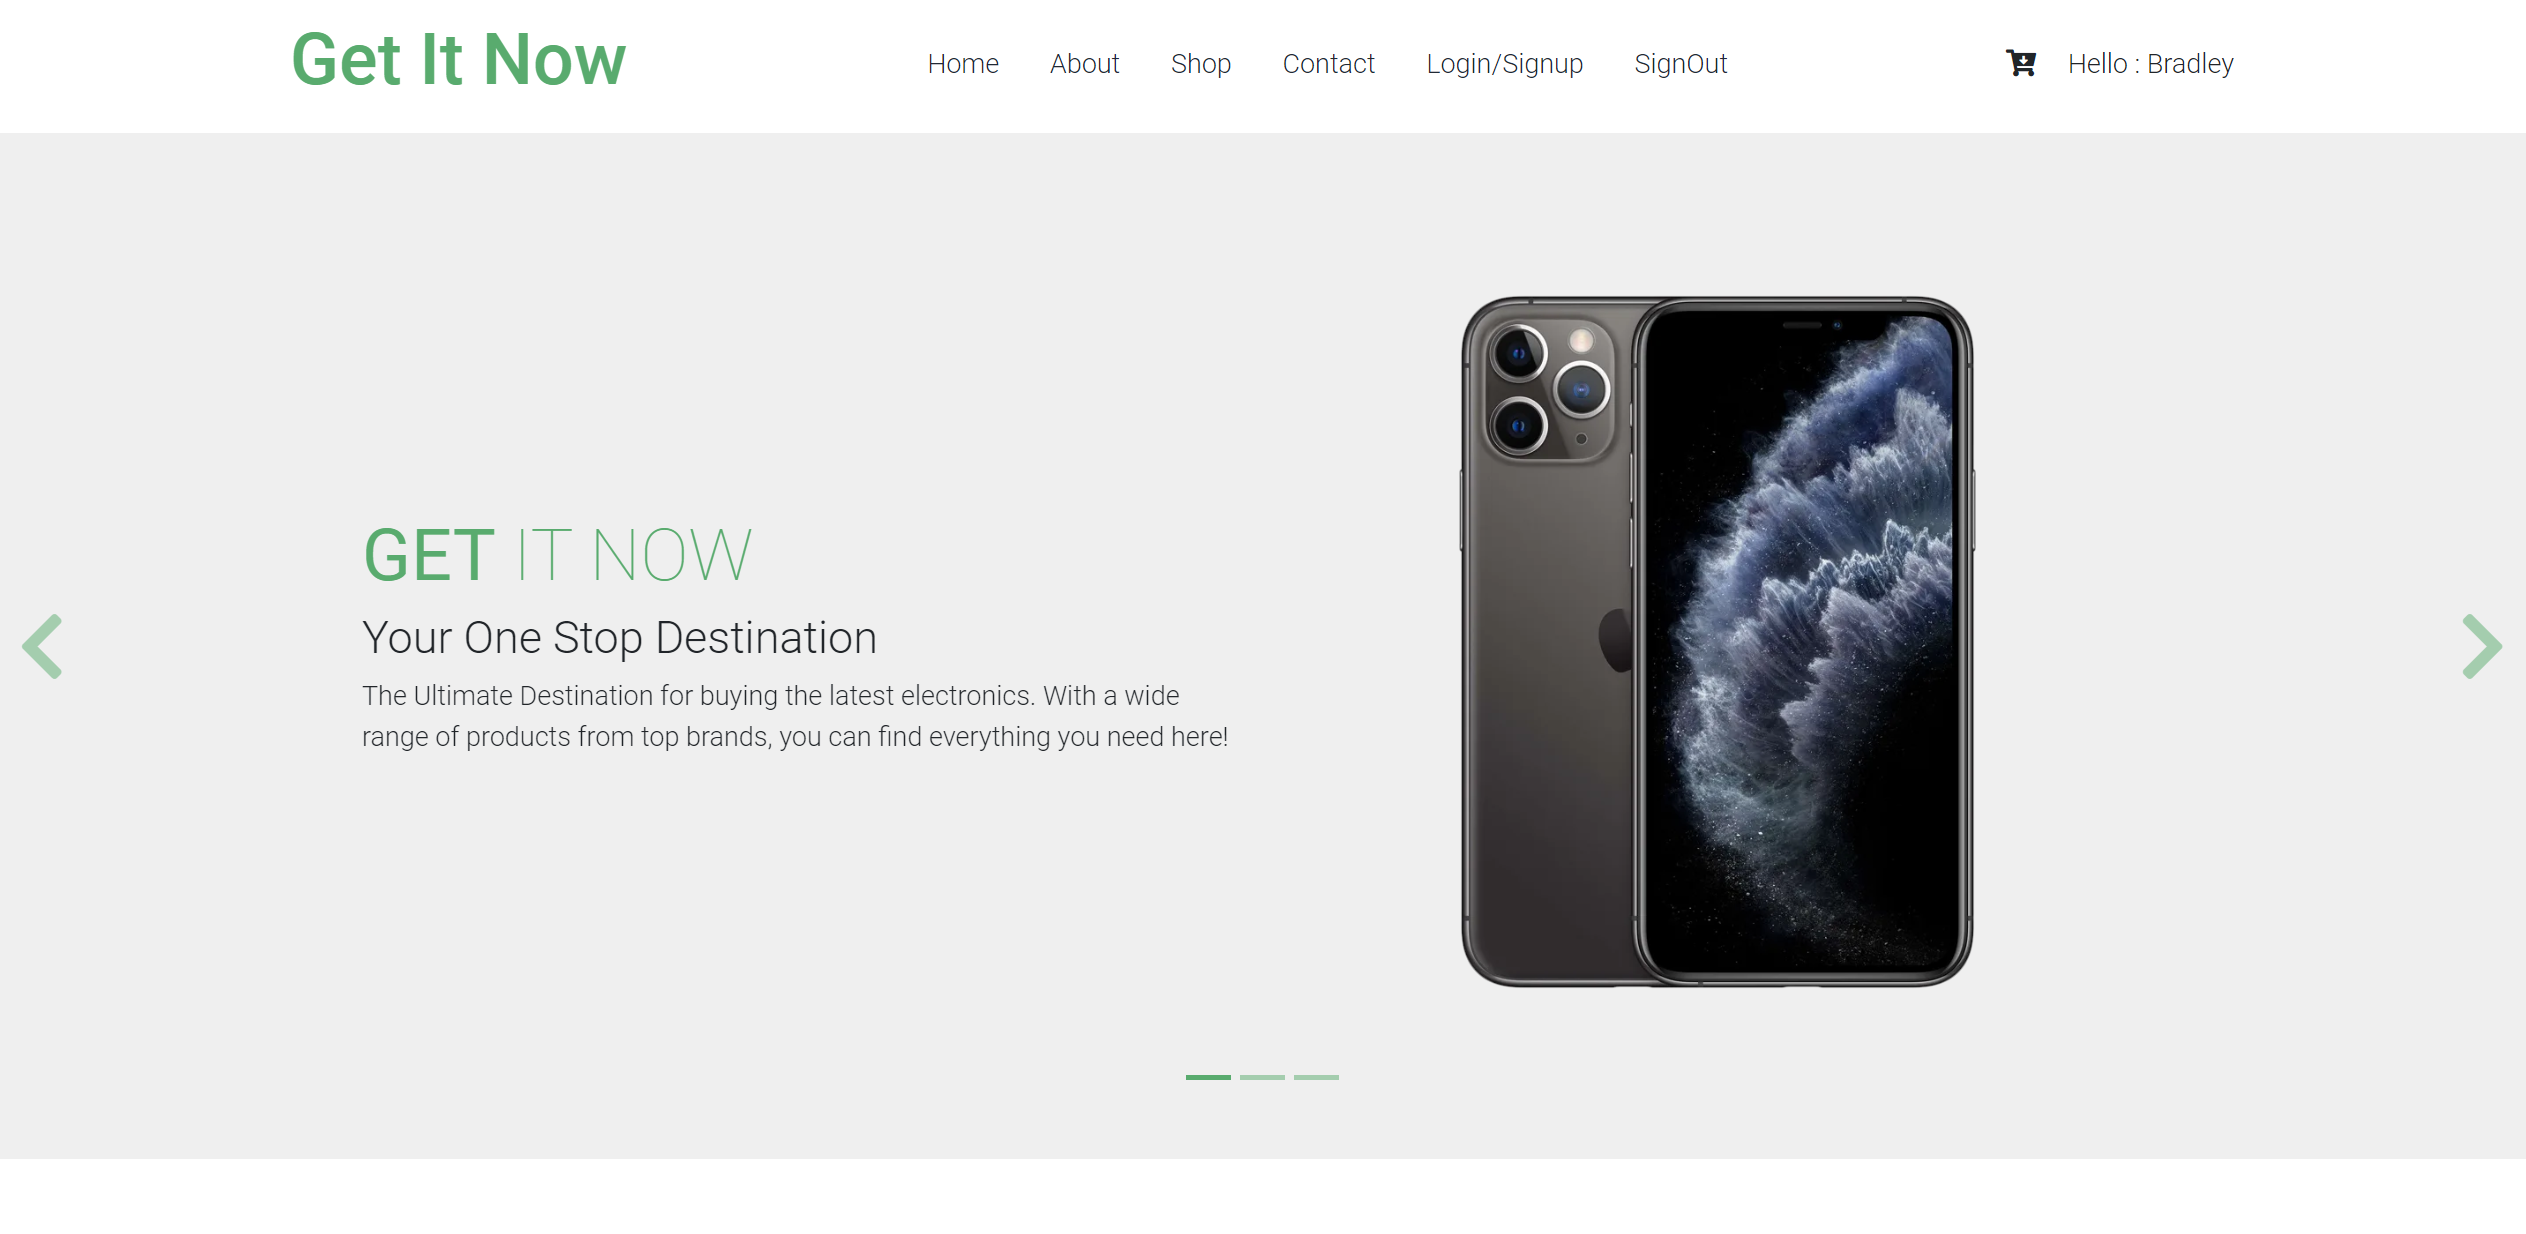 Get It Now
Home About Shop Contact Login/Signup SignOut
Hello : Bradley
GET IT NOW
Your One Stop Destination
The Ultimate Destination for buying the latest electronics. With a wide
range of products from top brands, you can find everything you need here!